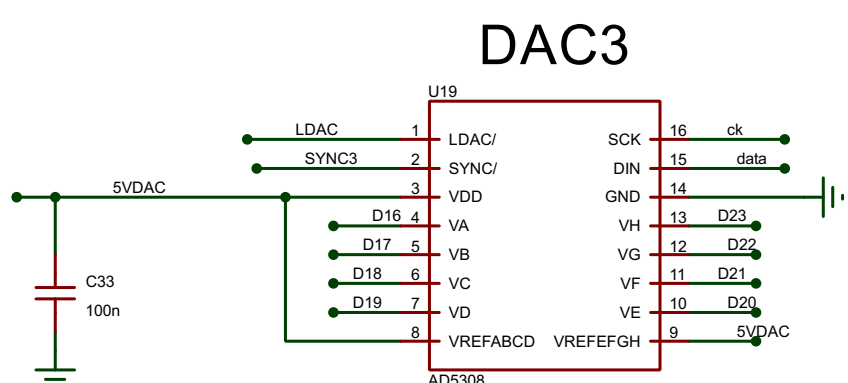 DAC3
U19
LDAC 1 LDAC/ SCK 16 ck
SYNC3 2 SYNC/ DIN 15 data
5VDAC 3 VDD GND 14
D16 4 VA VH 13 D23
D17 5 VB VG 12 D22
D18 6 VC VF 11 D21
D19 7 VD VE 10 D20
8 VREFABCD VREFEFGH 9 5VDAC
C33
100n
AD5308